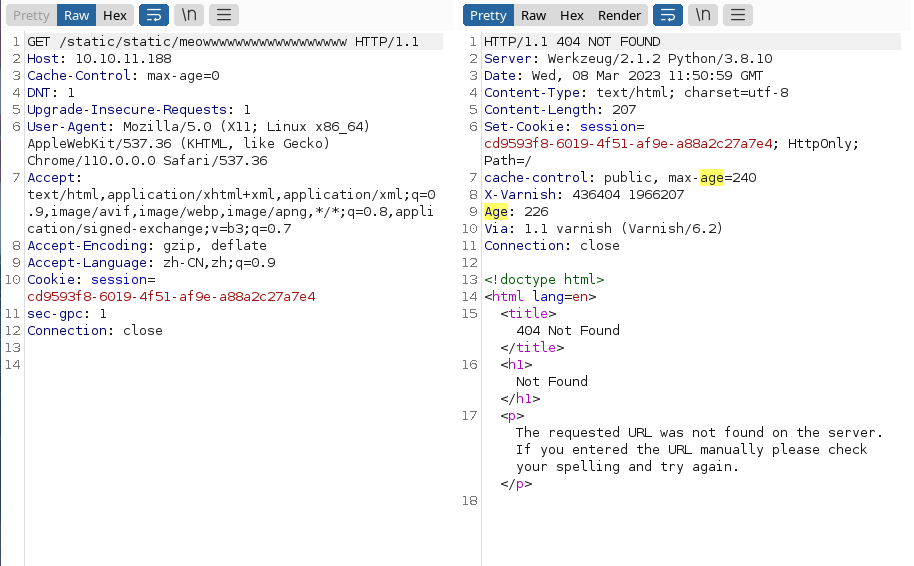 Pretty Raw Hex \n
1 GET /static/static/meowwwwwwwwwwwwwwwwww HTTP/1.1
2 Host: 10.10.11.188
3 Cache-Control: max-age=0
4 DNT: 1
5 Upgrade-Insecure-Requests: 1
6 User-Agent: Mozilla/5.0 (X11; Linux x86_64)
AppleWebKit/537.36 (KHTML, like Gecko)
Chrome/110.0.0.0 Safari/537.36
7 Accept:
text/html,application/xhtml+xml,application/xml;q=0
.9,image/avif,image/webp,image/apng,*/*;q=0.8,appli
cation/signed-exchange;v=b3;q=0.7
8 Accept-Encoding: gzip, deflate
9 Accept-Language: zh-CN,zh;q=0.9
10 Cookie: session=
cd9593f8-6019-4f51-af9e-a88a2c27a7e4
11 sec-gpc: 1
12 Connection: close
13
14
Pretty Raw Hex Render \n
1 HTTP/1.1 404 NOT FOUND
2 Server: Werkzeug/2.1.2 Python/3.8.10
3 Date: Wed, 08 Mar 2023 11:50:59 GMT
4 Content-Type: text/html; charset=utf-8
5 Content-Length: 207
6 Set-Cookie: session=
cd9593f8-6019-4f51-af9e-a88a2c27a7e4; HttpOnly;
Path=/
7 cache-control: public, max-age=240
8 X-Varnish: 436404 1966207
9 Age: 226
10 Via: 1.1 varnish (Varnish/6.2)
11 Connection: close
12
13 <!doctype html>
14 <html lang=en>
15 <title>
404 Not Found
</title>
16 <h1>
Not Found
</h1>
17 <p>
The requested URL was not found on the server.
If you entered the URL manually please check
your spelling and try again.
</p>
18